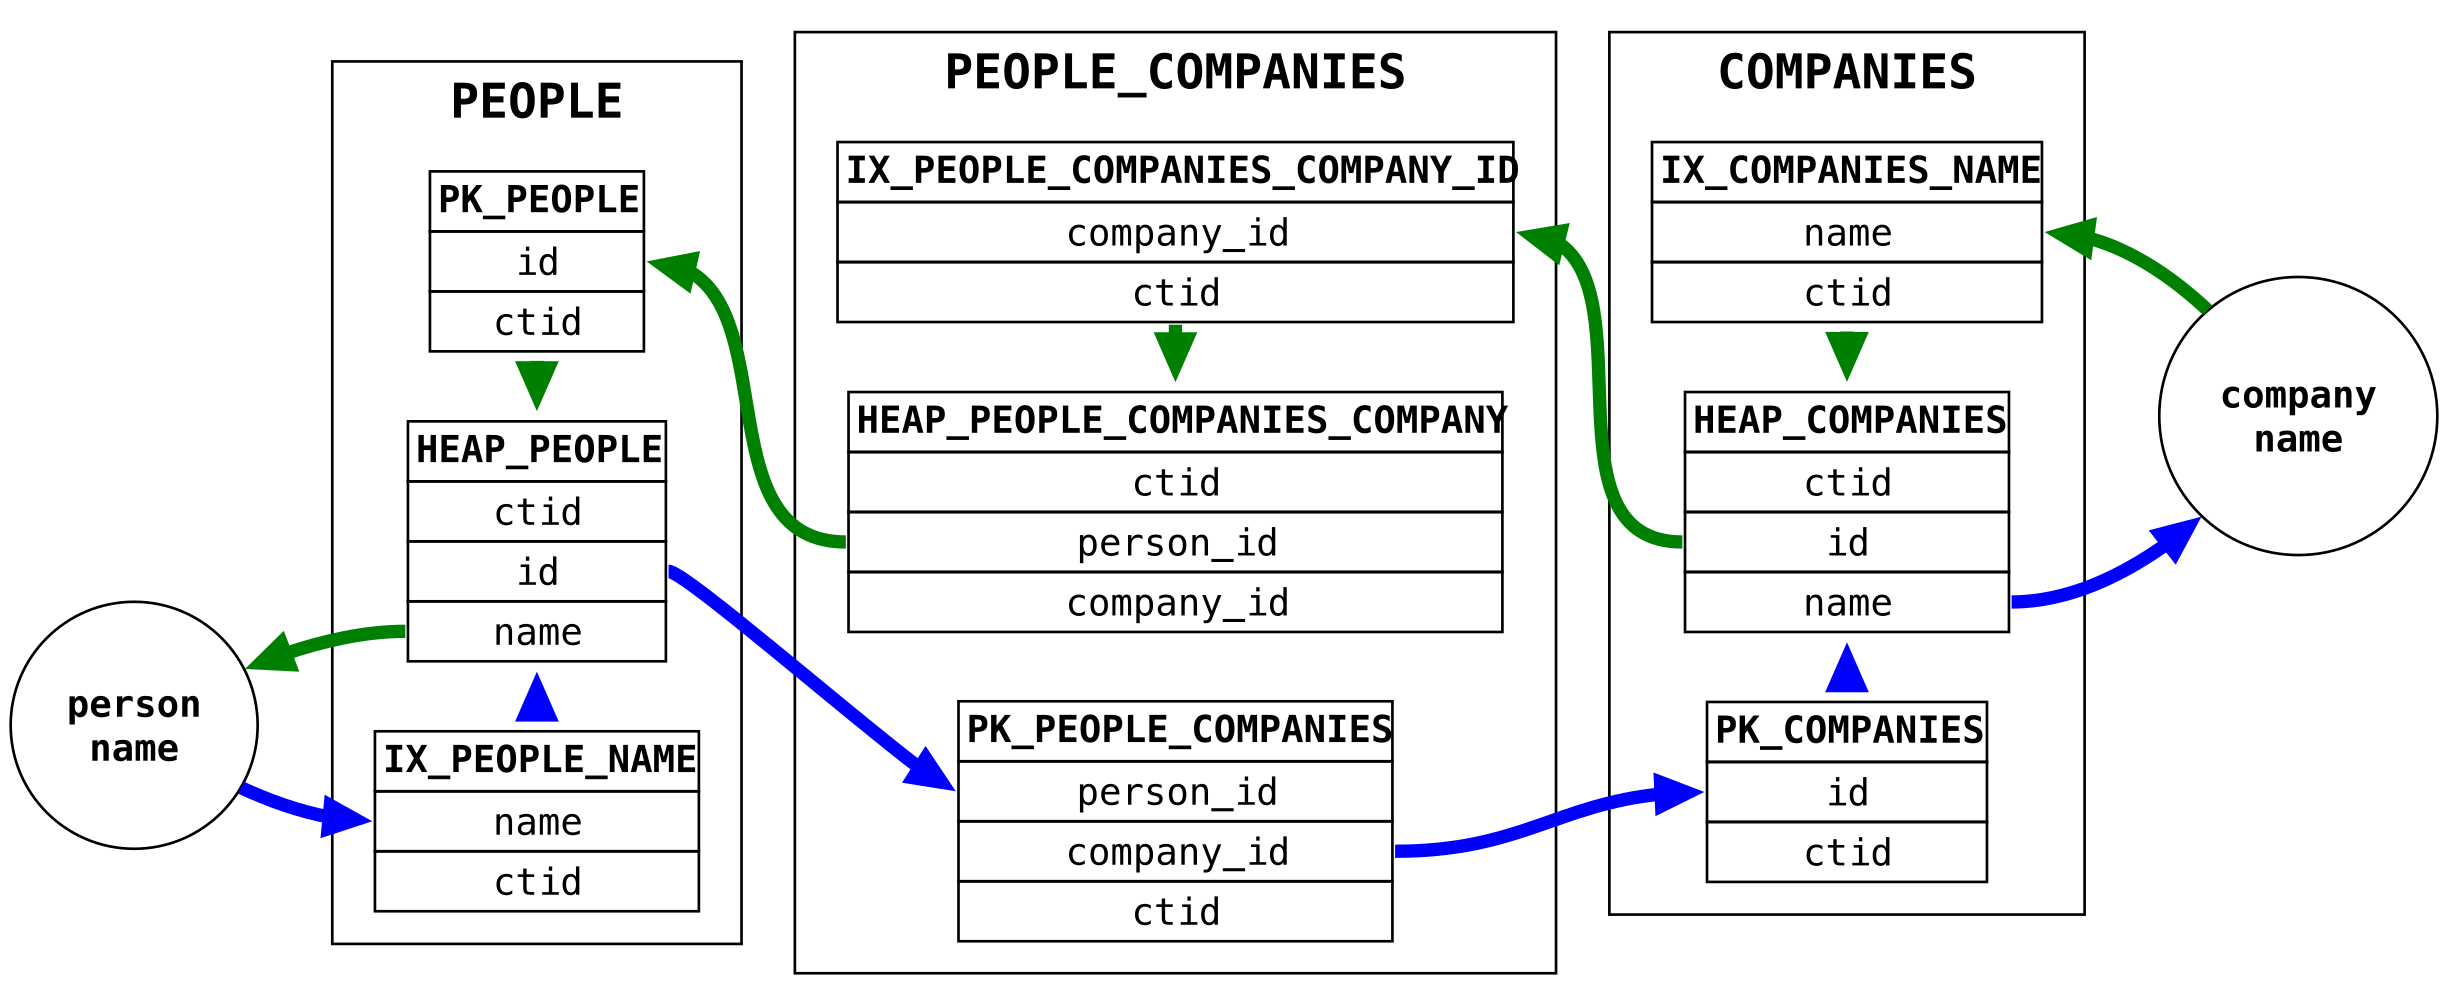 PEOPLE
PK_PEOPLE
id
ctid
HEAP_PEOPLE
ctid
id
name
IX_PEOPLE_NAME
name
ctid
person
name
PEOPLE_COMPANIES
IX_PEOPLE_COMPANIES_COMPANY_ID
company_id
ctid
HEAP_PEOPLE_COMPANIES_COMPANY
ctid
person_id
company_id
PK_PEOPLE_COMPANIES
person_id
company_id
ctid
COMPANIES
IX_COMPANIES_NAME
name
ctid
HEAP_COMPANIES
ctid
id
name
PK_COMPANIES
id
ctid
company
name